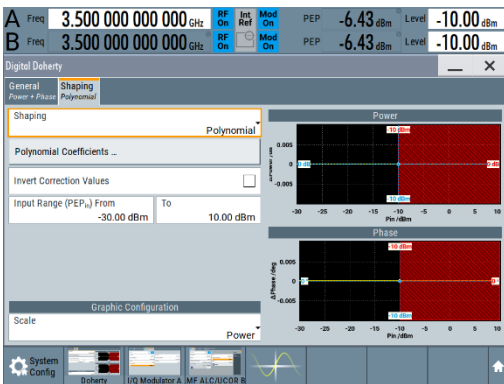 A Freq 3.500 000 000 000 GHz RF On Int Ref Mod On PEP -6.43 dBm Level -10.00 dBm
B Freq 3.500 000 000 000 GHz RF On Mod On PEP -6.43 dBm Level -10.00 dBm
Digital Doherty
General
Power + Phase
Shaping
Polynomial
Shaping
Polynomial
Polynomial Coefficients ...
Invert Correction Values
Input Range (PEPin) From
-30.00 dBm
To
10.00 dBm
Graphic Configuration
Scale
Power
Power
-10 dBm
0.005
0
-0.005
0 dB
0 dB
-10 dBm
-30 -25 -20 -15 -10 -5 0 5 10
Pin /dBm
Phase
-10 dBm
ΔPhase /deg
0.005
0
-0.005
0 °
0 °
-10 dBm
-30 -25 -20 -15 -10 -5 0 5 10
Pin /dBm
System Config
Doherty
I/Q Modulator A
MF ALC/UCOR B